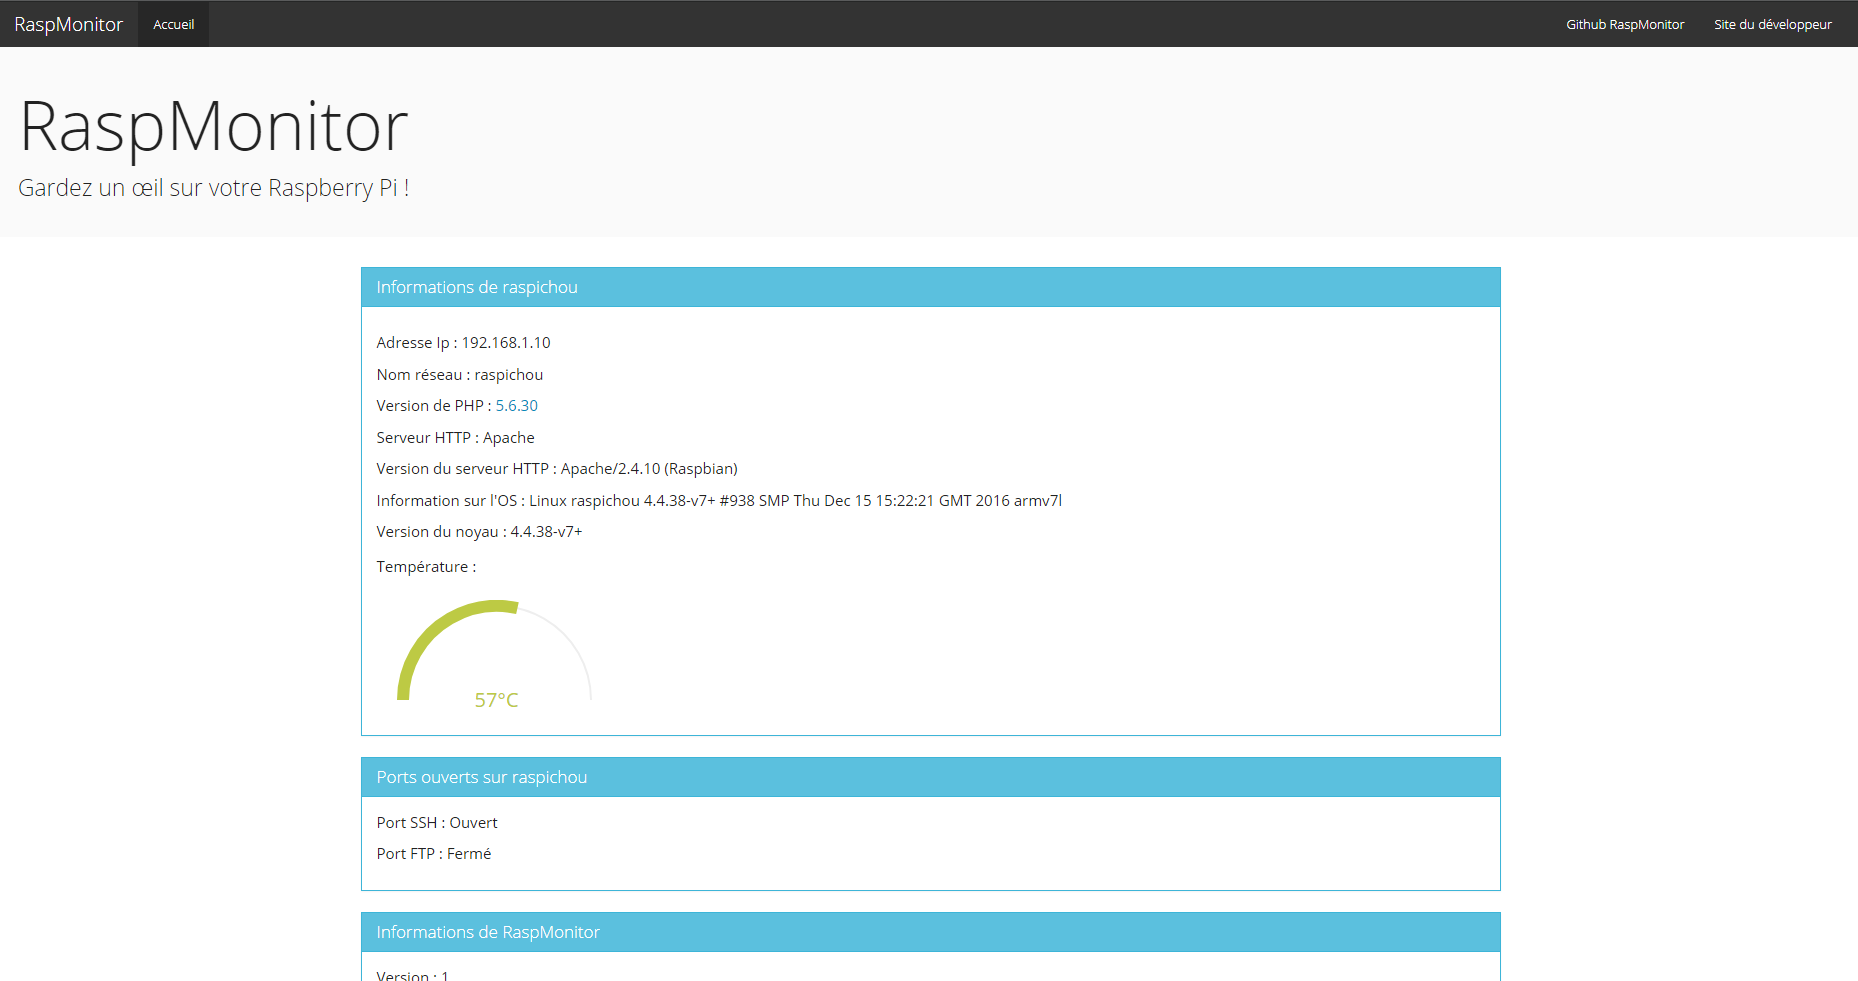 RaspMonitor Accueil Github RaspMonitor Site du développeur
RaspMonitor
Gardez un œil sur votre Raspberry Pi !
Informations de raspichou
Adresse Ip : 192.168.1.10
Nom réseau : raspichou
Version de PHP : 5.6.30
Serveur HTTP : Apache
Version du serveur HTTP : Apache/2.4.10 (Raspbian)
Information sur l'OS : Linux raspichou 4.4.38-v7+ #938 SMP Thu Dec 15 15:22:21 GMT 2016 armv7l
Version du noyau : 4.4.38-v7+
Température :
57°C
Ports ouverts sur raspichou
Port SSH : Ouvert
Port FTP : Fermé
Informations de RaspMonitor
Version : 1